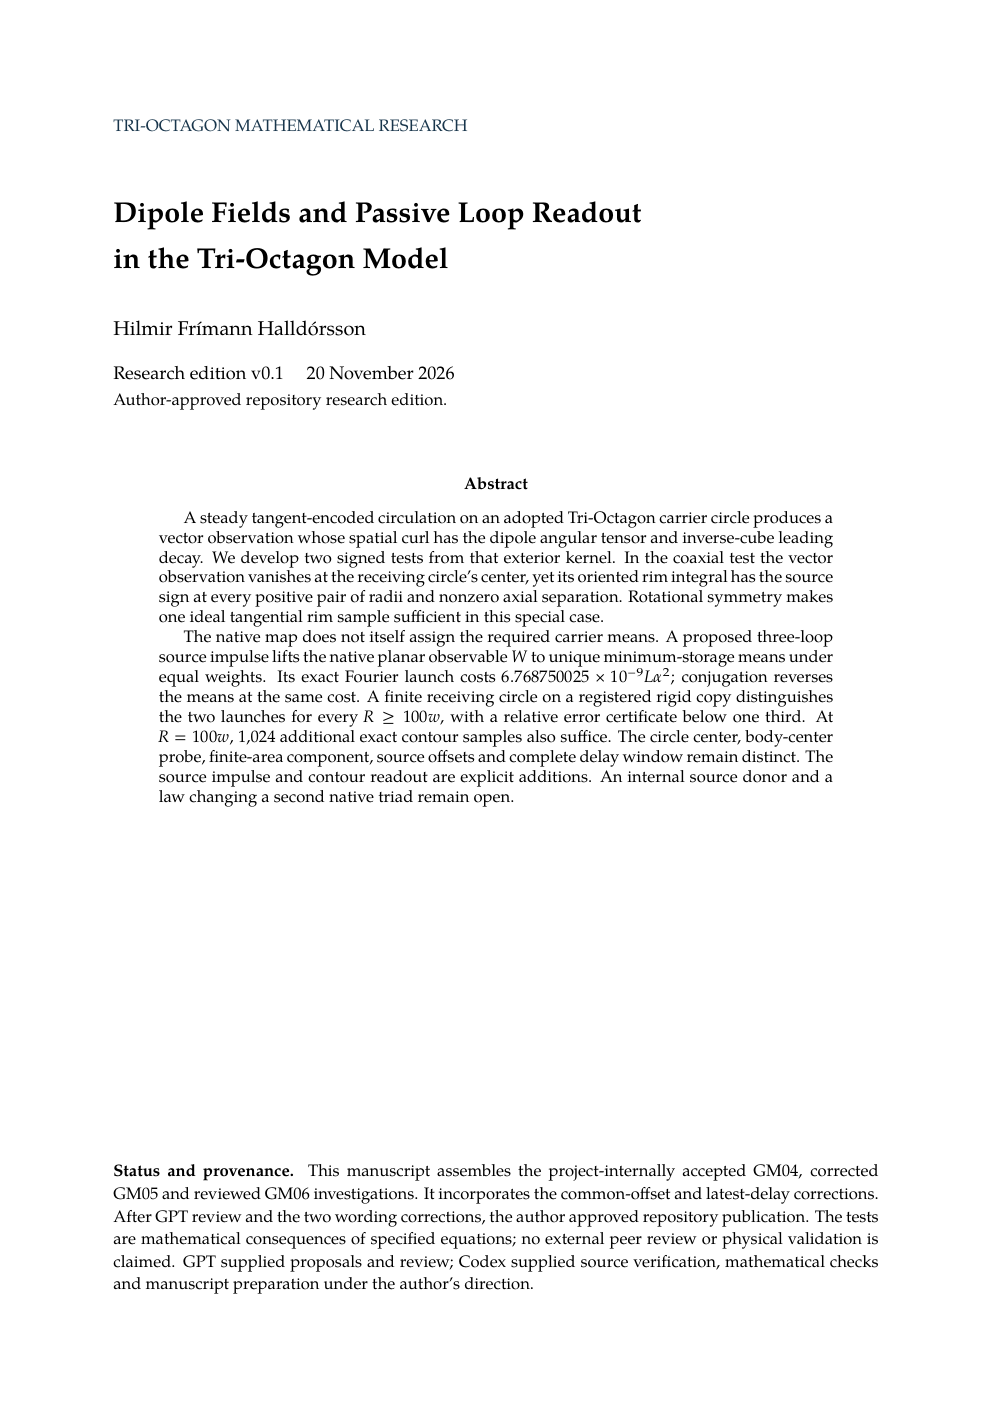 TRI-OCTAGON MATHEMATICAL RESEARCH
Dipole Fields and Passive Loop Readout
in the Tri-Octagon Model
Hilmir Frímann Halldórsson
Research edition v0.1 20 November 2026
Author-approved repository research edition.
Abstract
A steady tangent-encoded circulation on an adopted Tri-Octagon carrier circle produces a
vector observation whose spatial curl has the dipole angular tensor and inverse-cube leading
decay. We develop two signed tests from that exterior kernel. In the coaxial test the vector
observation vanishes at the receiving circle's center, yet its oriented rim integral has the source
sign at every positive pair of radii and nonzero axial separation. Rotational symmetry makes
one ideal tangential rim sample sufficient in this special case.
The native map does not itself assign the required carrier means. A proposed three-loop
source impulse lifts the native planar observable W to unique minimum-storage means under
equal weights. Its exact Fourier launch costs 6.768750025 × 10⁻⁹Lα²; conjugation reverses
the means at the same cost. A finite receiving circle on a registered rigid copy distinguishes
the two launches for every R ≥ 100w, with a relative error certificate below one third. At
R = 100w, 1,024 additional exact contour samples also suffice. The circle center, body-center
probe, finite-area component, source offsets and complete delay window remain distinct. The
source impulse and contour readout are explicit additions. An internal source donor and a
law changing a second native triad remain open.
Status and provenance. This manuscript assembles the project-internally accepted GM04, corrected
GM05 and reviewed GM06 investigations. It incorporates the common-offset and latest-delay corrections.
After GPT review and the two wording corrections, the author approved repository publication. The tests
are mathematical consequences of specified equations; no external peer review or physical validation is
claimed. GPT supplied proposals and review; Codex supplied source verification, mathematical checks
and manuscript preparation under the author's direction.